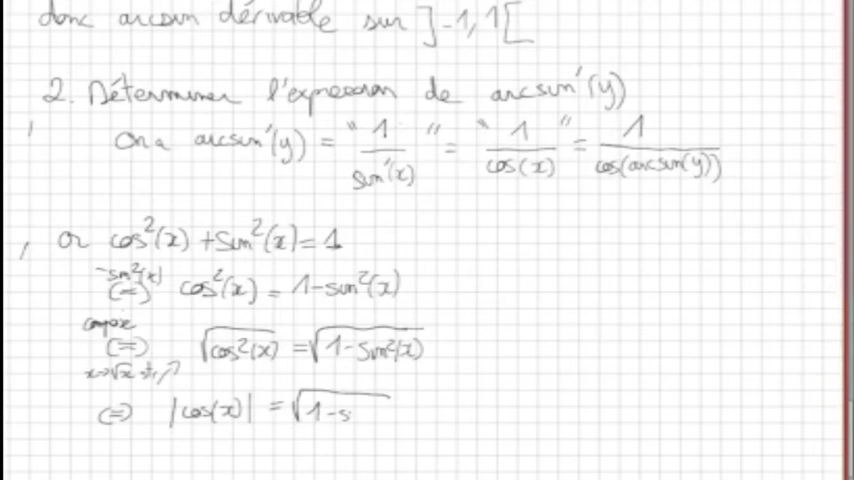 donc arcsin dérivable sur ]-1,1[
2. Déterminer l'expression de arcsin'(y)
On a arcsin'(y) = "1/sin'(x)" = "1/cos(x)" = 1/cos(arcsin(y))
or cos²(x) + sin²(x) = 1
-sin²(x)
(=) cos²(x) = 1-sin²(x)
compose
(=) √cos²(x) = √1-sin²(x)
x→√x str ↗
(=) |cos(x)| = √1-s